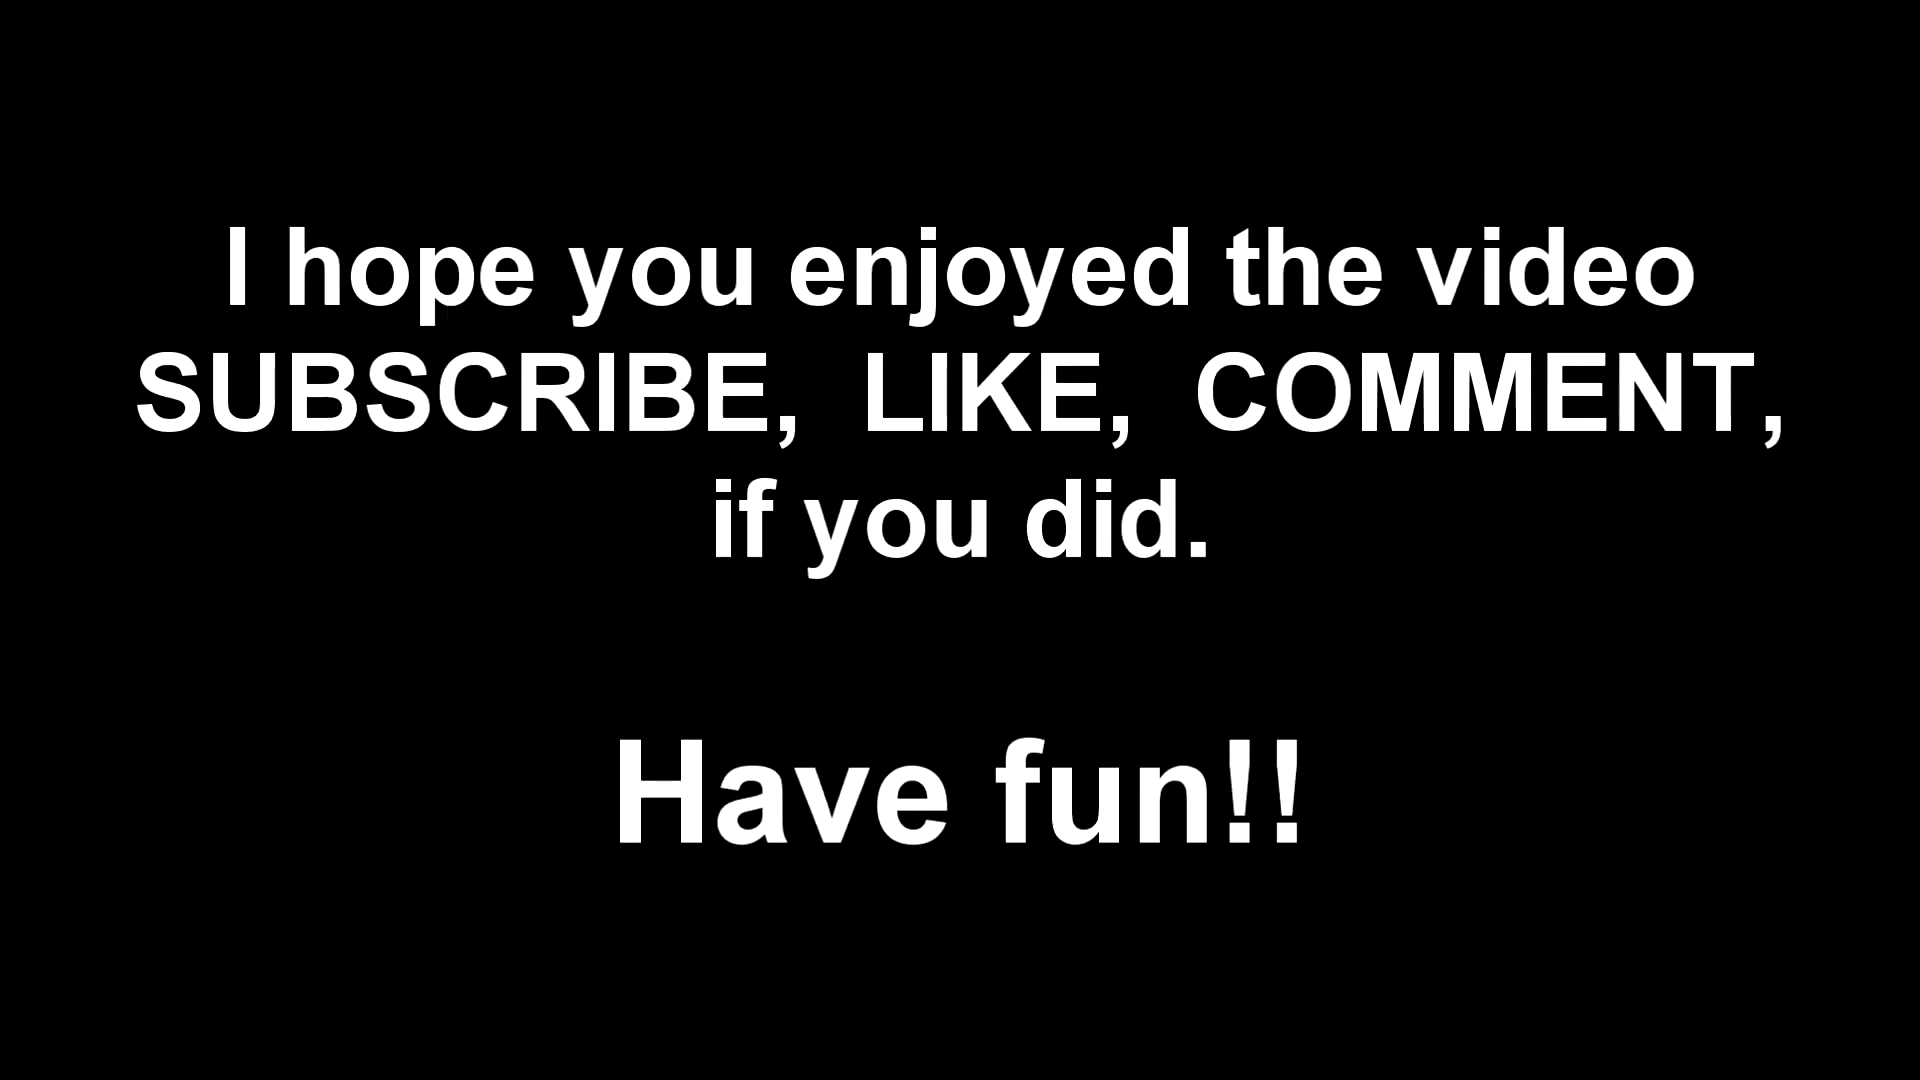 I hope you enjoyed the video
SUBSCRIBE, LIKE, COMMENT,
if you did.
Have fun!!